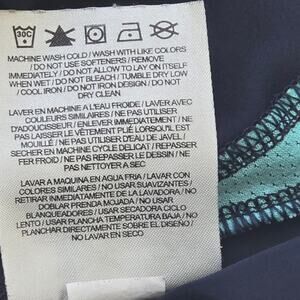 30C
MACHINE WASH COLD / WASH WITH LIKE COLORS
/ DO NOT USE SOFTENERS / REMOVE
IMMEDIATELY / DO NOT ALLOW TO LAY ON ITSELF
WHEN WET / DO NOT BLEACH / TUMBLE DRY LOW
/ COOL IRON / DO NOT IRON DESIGN / DO NOT
DRY CLEAN
LAVER EN MACHINE A L'EAU FROIDE / LAVER AVEC
COULEURS SIMILAIRES / NE PAS UTILISER
D'ADOUCISSEUR / ENLEVER IMMÉDIATEMENT / NE
PAS LAISSER LE VÊTEMENT PLIÉ LORSQU'IL EST
MOUILLÉ / NE PAS UTILISER D'EAU DE JAVEL /
SECHER EN MACHINE CYCLE DELICAT / REPASSER
FER FROID / NE PAS REPASSER LE DESSIN / NE
PAS NETTOYER A SEC
LAVAR A MAQUINA EN AGUA FRIA / LAVAR CON
COLORES SIMILARES / NO USAR SUAVIZANTES /
RETIRAR INMEDIATAMENTE DE LA LAVADORA / NO
DOBLAR PRENDA MOJADA / NO USAR
BLANQUEADORES / USAR SECADORA CICLO
LENTO / USAR PLANCHA TEMPERATURA BAJA / NO
PLANCHAR DIRECTAMENTE SOBRE EL DISEÑO /
NO LAVAR EN SECO